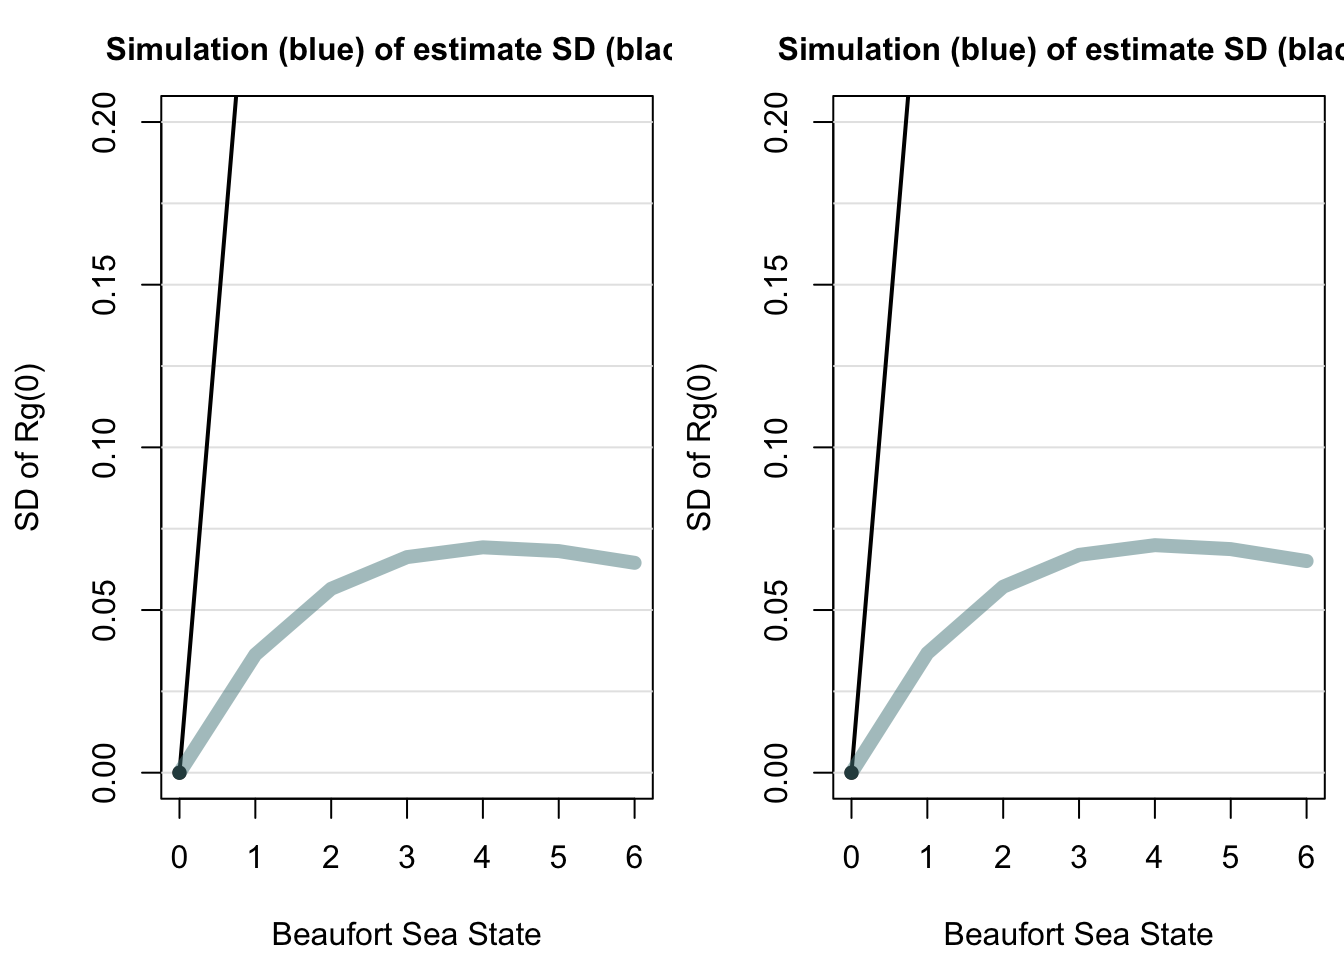 Simulation (blue) of estimate SD (blac
SD of Rg(0)
0.20
0.15
0.10
0.05
0.00
0 1 2 3 4 5 6
Beaufort Sea State
Simulation (blue) of estimate SD (blac
SD of Rg(0)
0.20
0.15
0.10
0.05
0.00
0 1 2 3 4 5 6
Beaufort Sea State